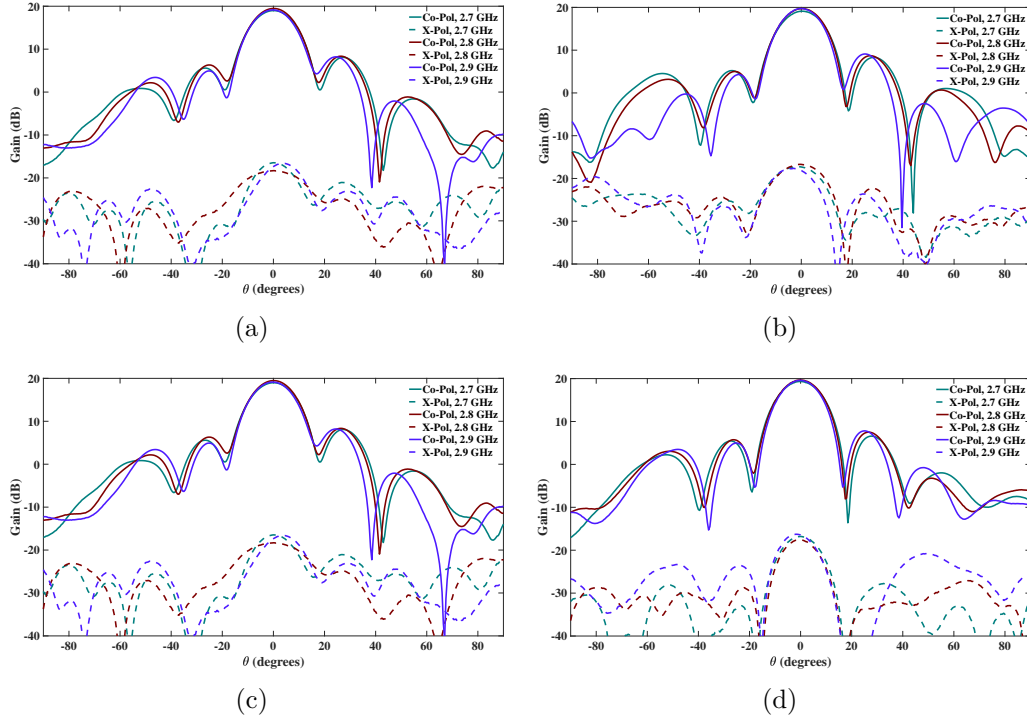 Co-Pol, 2.7 GHz
X-Pol, 2.7 GHz
Co-Pol, 2.8 GHz
X-Pol, 2.8 GHz
Co-Pol, 2.9 GHz
X-Pol, 2.9 GHz
Gain (dB)
20
10
0
-10
-20
-30
-40
-80 -60 -40 -20 0 20 40 60 80
θ (degrees)
(a)
Co-Pol, 2.7 GHz
X-Pol, 2.7 GHz
Co-Pol, 2.8 GHz
X-Pol, 2.8 GHz
Co-Pol, 2.9 GHz
X-Pol, 2.9 GHz
Gain (dB)
20
10
0
-10
-20
-30
-40
-80 -60 -40 -20 0 20 40 60 80
θ (degrees)
(b)
Co-Pol, 2.7 GHz
X-Pol, 2.7 GHz
Co-Pol, 2.8 GHz
X-Pol, 2.8 GHz
Co-Pol, 2.9 GHz
X-Pol, 2.9 GHz
Gain (dB)
20
10
0
-10
-20
-30
-40
-80 -60 -40 -20 0 20 40 60 80
θ (degrees)
(c)
Co-Pol, 2.7 GHz
X-Pol, 2.7 GHz
Co-Pol, 2.8 GHz
X-Pol, 2.8 GHz
Co-Pol, 2.9 GHz
X-Pol, 2.9 GHz
Gain (dB)
20
10
0
-10
-20
-30
-40
-80 -60 -40 -20 0 20 40 60 80
θ (degrees)
(d)